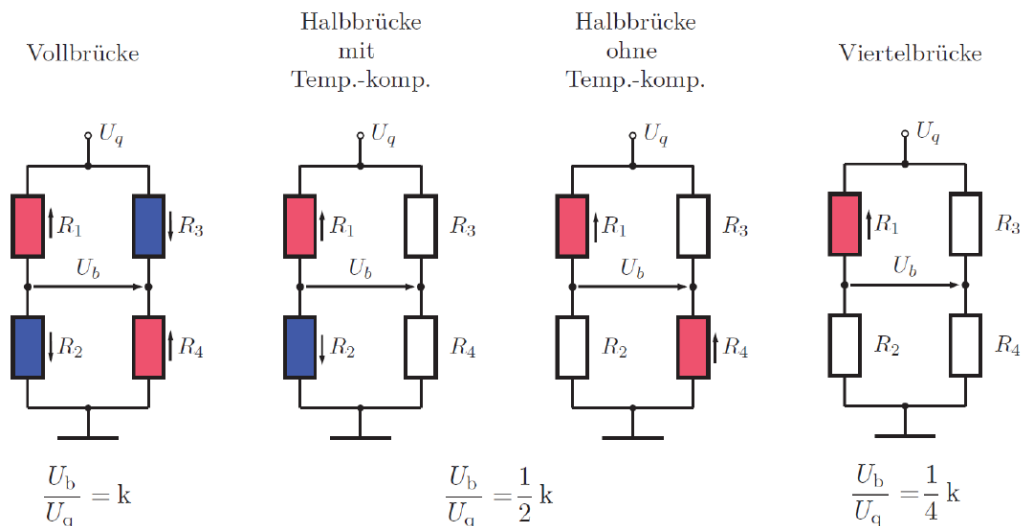 Vollbrücke
Halbbrücke
mit
Temp.-komp.
Halbbrücke
ohne
Temp.-komp.
Viertelbrücke
U_q
U_q
U_q
U_q
↑ R_1
↓ R_3
↑ R_1
R_3
↑ R_1
R_3
↑ R_1
R_3
U_b
U_b
U_b
U_b
↓ R_2
↑ R_4
↓ R_2
R_4
R_2
↑ R_4
R_2
R_4
U_b/U_q = k
U_b/U_q = 1/2 k
U_b/U_q = 1/4 k